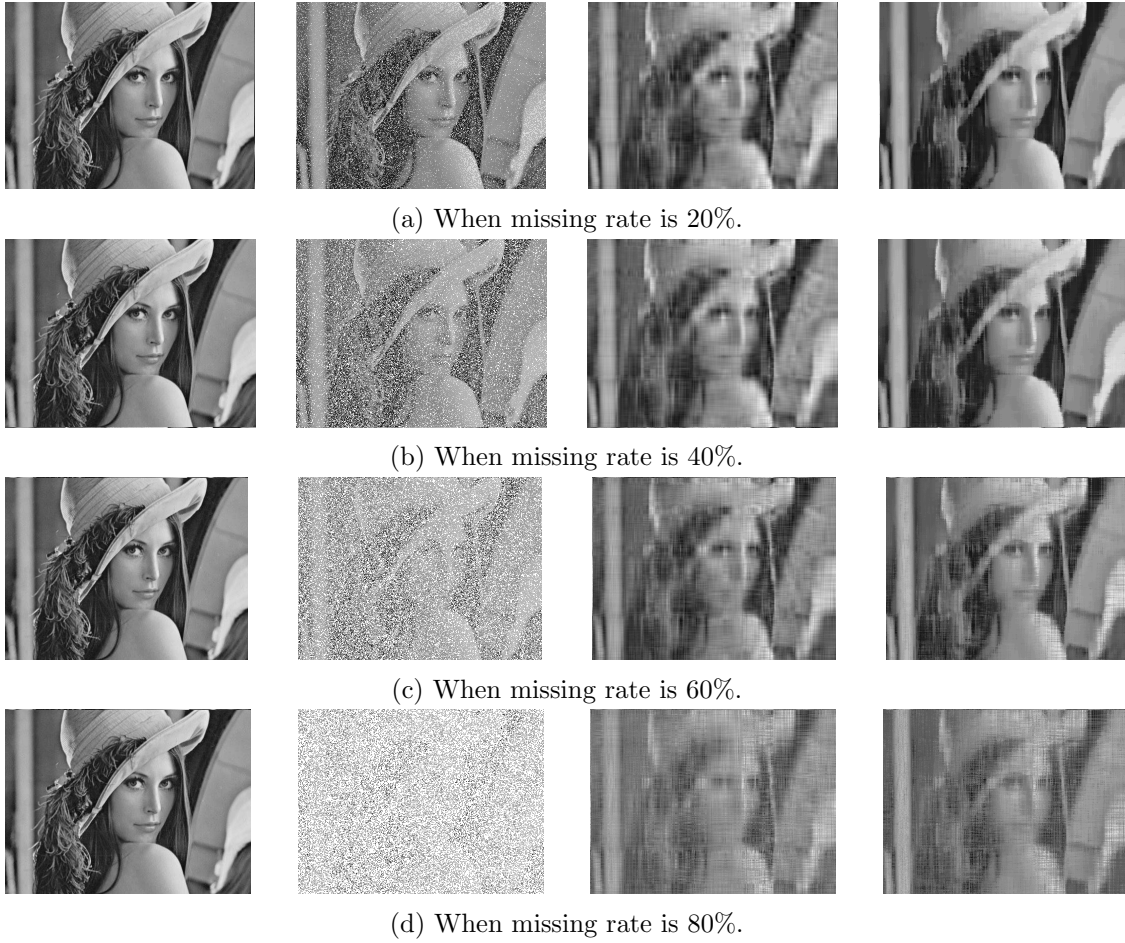 (a) When missing rate is 20%.
(b) When missing rate is 40%.
(c) When missing rate is 60%.
(d) When missing rate is 80%.